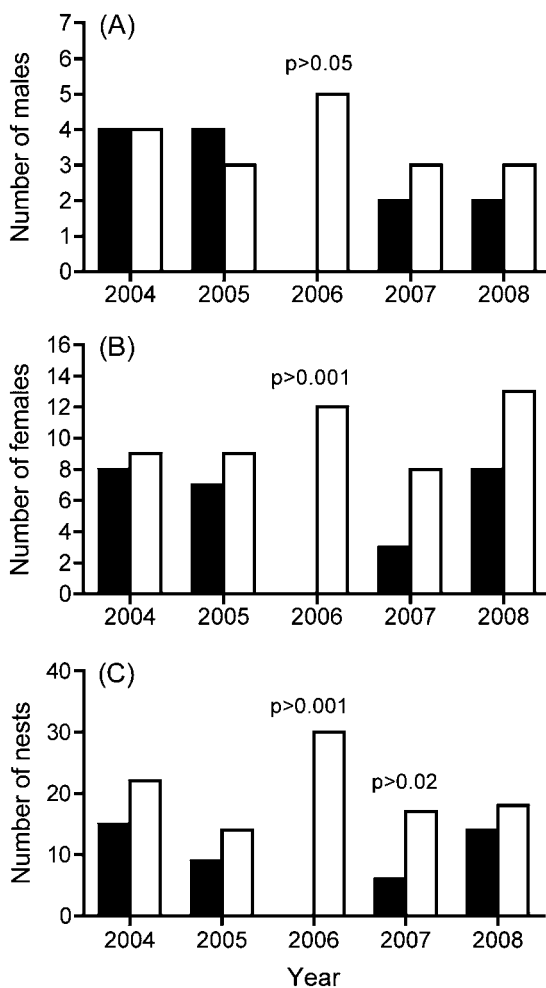 (A)
Number of males
7
6
5
4
3
2
1
0
p>0.05
2004 2005 2006 2007 2008
(B)
Number of females
16
14
12
10
8
6
4
2
0
p>0.001
2004 2005 2006 2007 2008
(C)
Number of nests
40
30
20
10
0
p>0.001
p>0.02
2004 2005 2006 2007 2008
Year